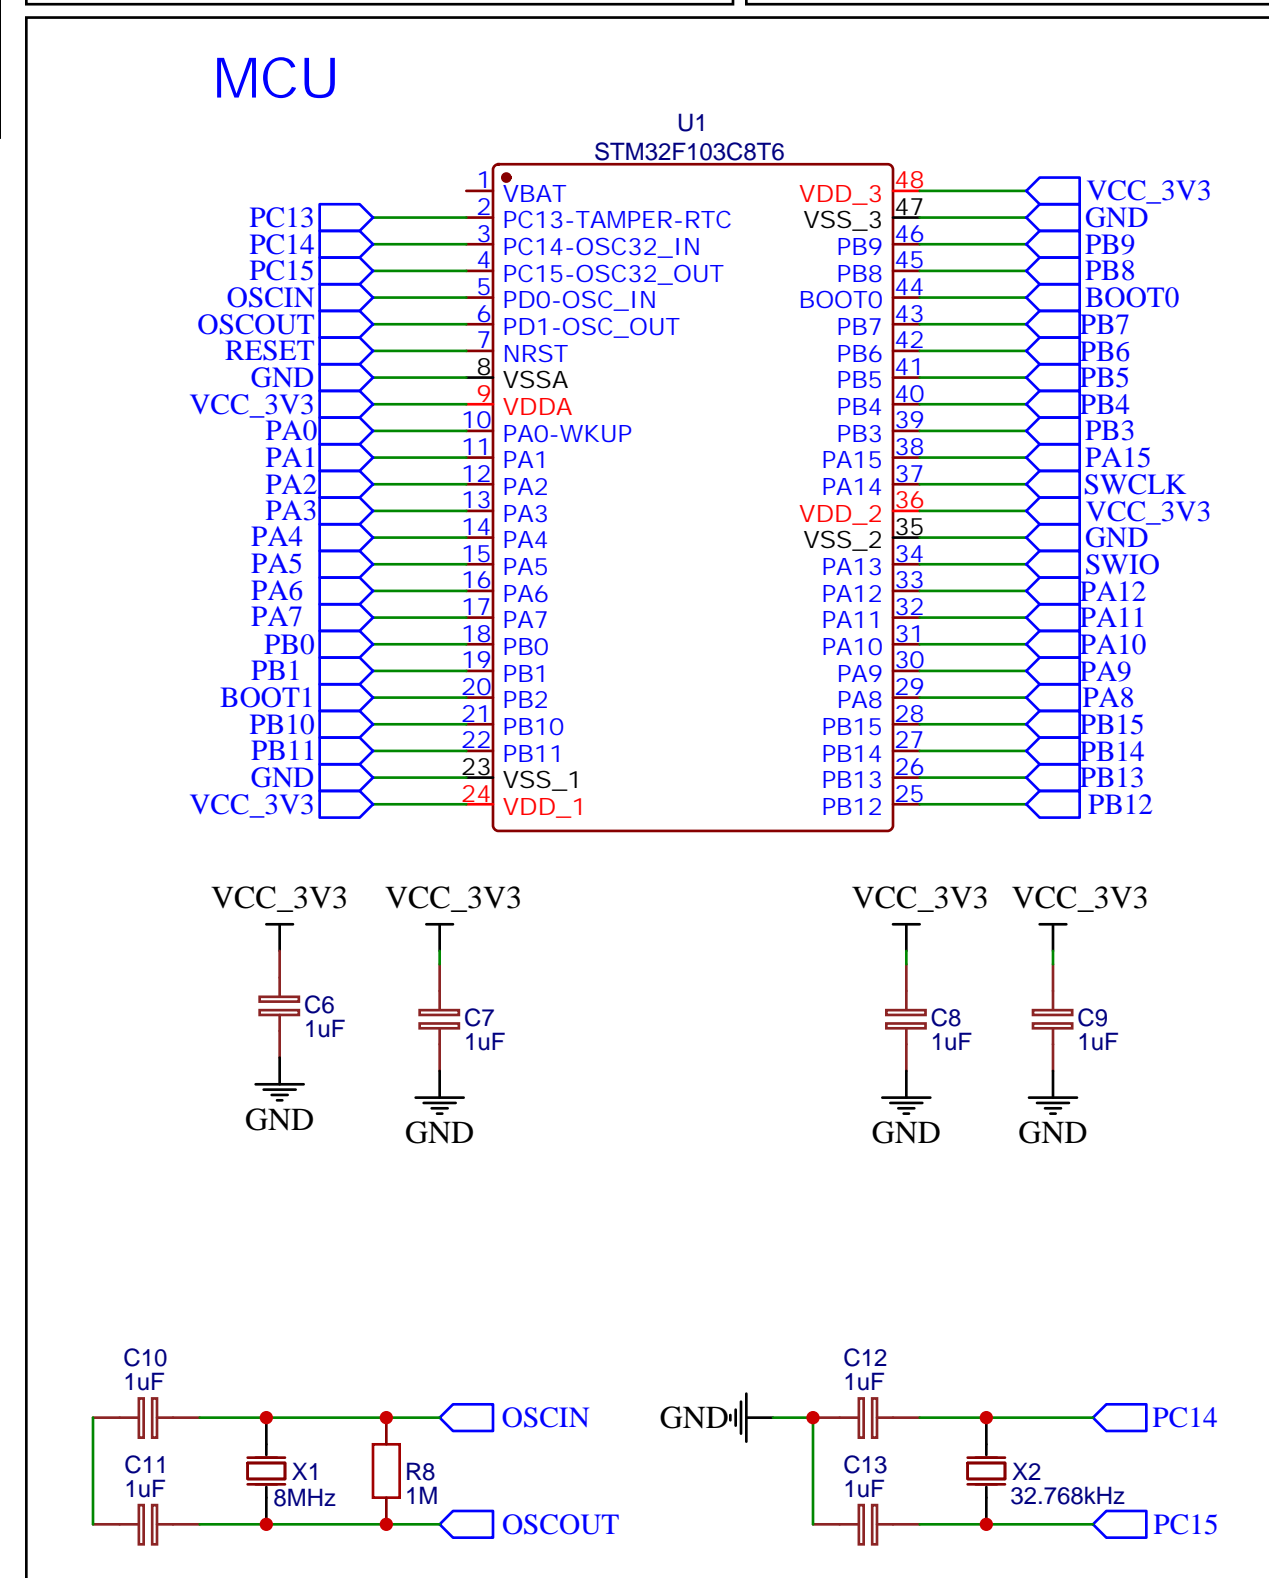 MCU
U1
STM32F103C8T6
1 VBAT VDD_3 48 VCC_3V3
PC13 2 PC13-TAMPER-RTC VSS_3 47 GND
PC14 3 PC14-OSC32_IN PB9 46 PB9
PC15 4 PC15-OSC32_OUT PB8 45 PB8
OSCIN 5 PD0-OSC_IN BOOT0 44 BOOT0
OSCOUT 6 PD1-OSC_OUT PB7 43 PB7
RESET 7 NRST PB6 42 PB6
GND 8 VSSA PB5 41 PB5
VCC_3V3 9 VDDA PB4 40 PB4
PA0 10 PA0-WKUP PB3 39 PB3
PA1 11 PA1 PA15 38 PA15
PA2 12 PA2 PA14 37 SWCLK
PA3 13 PA3 VDD_2 36 VCC_3V3
PA4 14 PA4 VSS_2 35 GND
PA5 15 PA5 PA13 34 SWIO
PA6 16 PA6 PA12 33 PA12
PA7 17 PA7 PA11 32 PA11
PB0 18 PB0 PA10 31 PA10
PB1 19 PB1 PA9 30 PA9
BOOT1 20 PB2 PA8 29 PA8
PB10 21 PB10 PB15 28 PB15
PB11 22 PB11 PB14 27 PB14
GND 23 VSS_1 PB13 26 PB13
VCC_3V3 24 VDD_1 PB12 25 PB12
VCC_3V3 VCC_3V3 VCC_3V3 VCC_3V3
C6 C7 C8 C9
1uF 1uF 1uF 1uF
GND GND GND GND
C10 C12
1uF 1uF
OSCIN GND PC14
C11 X1 R8 C13 X2
1uF 8MHz 1M 1uF 32.768kHz
OSCOUT PC15